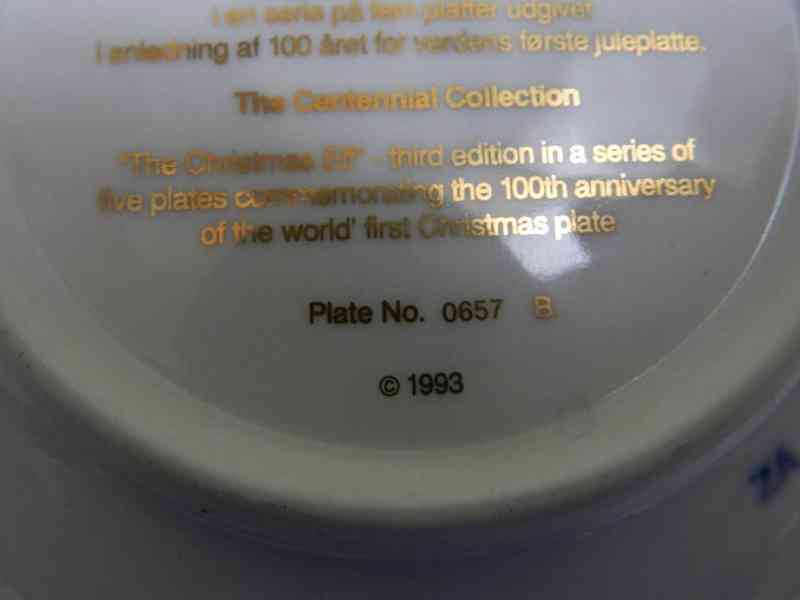 i en serie på fem platter udgivet
i anledning af 100 året for verdens første juleplatte.
The Centennial Collection
"The Christmas Elf" - third edition in a series of
five plates commemorating the 100th anniversary
of the world' first Christmas plate
Plate No. 0657 B
© 1993
ZA